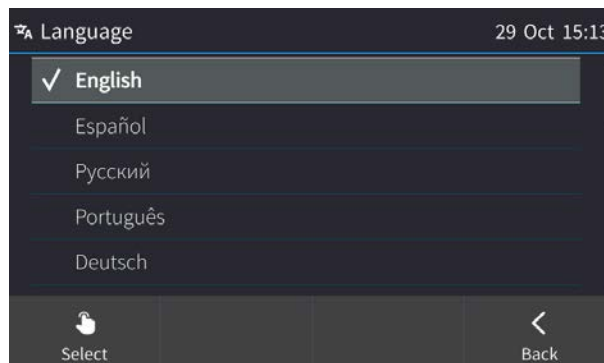 Language 29 Oct 15:13
English
Español
Русский
Português
Deutsch
Select Back